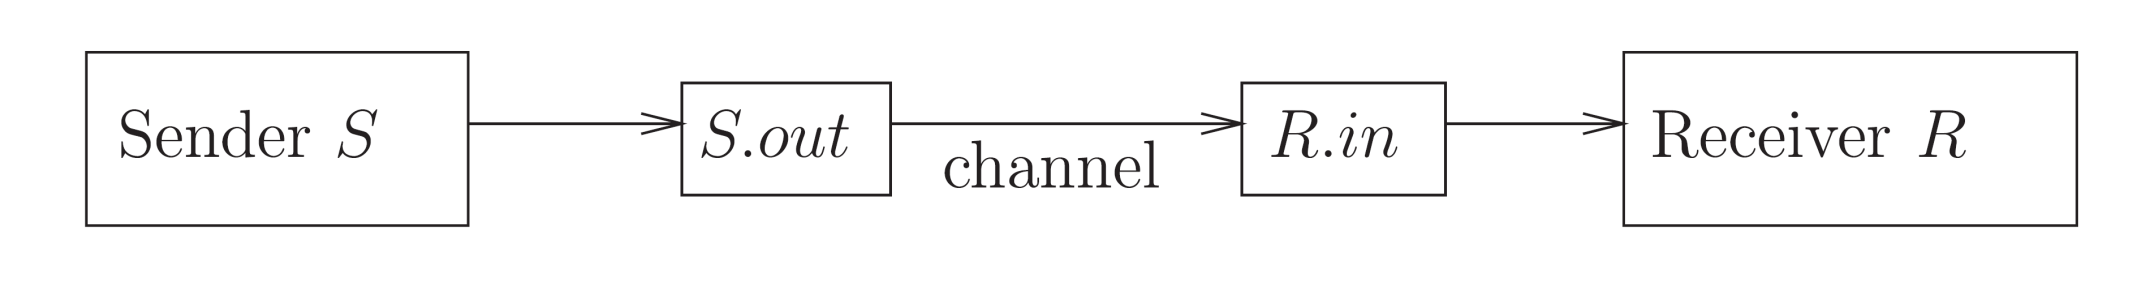 Sender S
S.out
channel
R.in
Receiver R